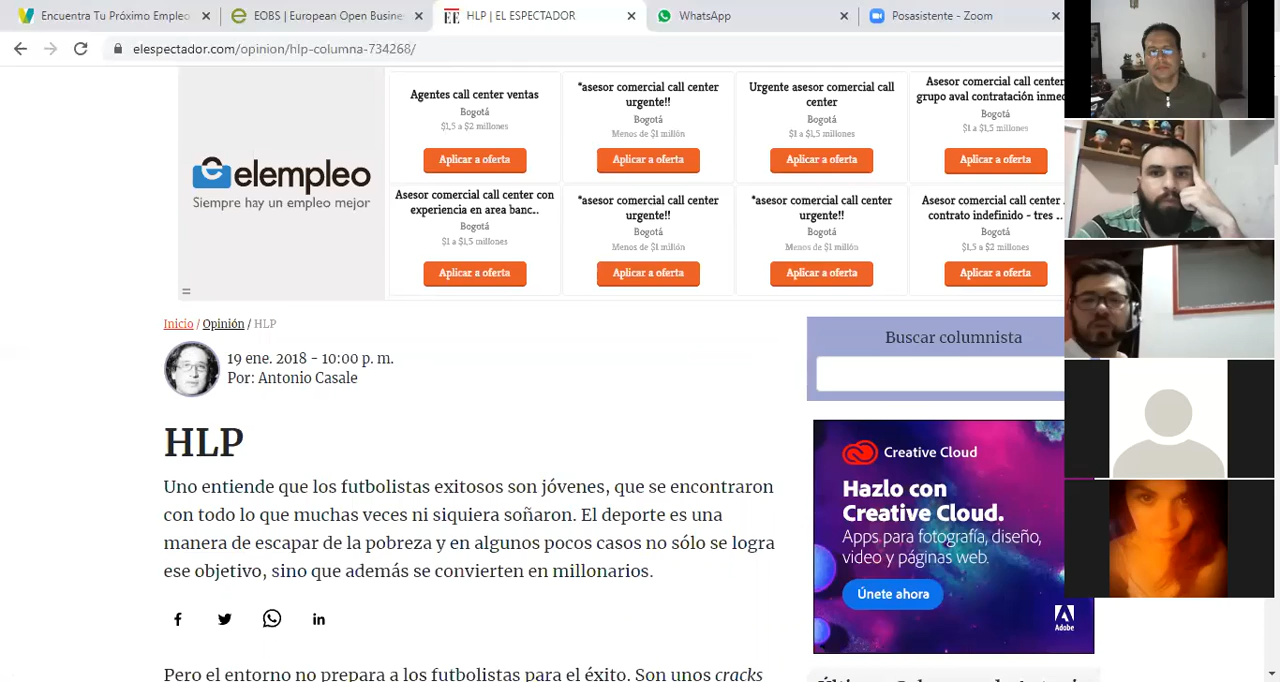 Encuentra Tu Próximo Empleo
EOBS | European Open Busine
HLP | EL ESPECTADOR
WhatsApp
Posasistente - Zoom
elespectador.com/opinion/hlp-columna-734268/
elempleo
Siempre hay un empleo mejor
Agentes call center ventas
Bogotá
$1,5 a $2 millones
Aplicar a oferta
*asesor comercial call center
urgente!!
Bogotá
Menos de $1 millón
Aplicar a oferta
Urgente asesor comercial call
center
Bogotá
$1 a $1,5 millones
Aplicar a oferta
Asesor comercial call center
grupo aval contratación inmed
Bogotá
$1 a $1,5 millones
Aplicar a oferta
Asesor comercial call center con
experiencia en area banc...
Bogotá
$1 a $1,5 millones
Aplicar a oferta
*asesor comercial call center
urgente!!
Bogotá
Menos de $1 millón
Aplicar a oferta
*asesor comercial call center
urgente!!
Bogotá
Menos de $1 millón
Aplicar a oferta
Asesor comercial call center
contrato indefinido - tres ...
Bogotá
$1,5 a $2 millones
Aplicar a oferta
Inicio / Opinión / HLP
19 ene. 2018 - 10:00 p. m.
Por: Antonio Casale
HLP
Uno entiende que los futbolistas exitosos son jóvenes, que se encontraron
con todo lo que muchas veces ni siquiera soñaron. El deporte es una
manera de escapar de la pobreza y en algunos pocos casos no sólo se logra
ese objetivo, sino que además se convierten en millonarios.
Pero el entorno no prepara a los futbolistas para el éxito. Son unos cracks
Buscar columnista
Creative Cloud
Hazlo con
Creative Cloud.
Apps para fotografía, diseño,
video y páginas web.
Únete ahora
Adobe